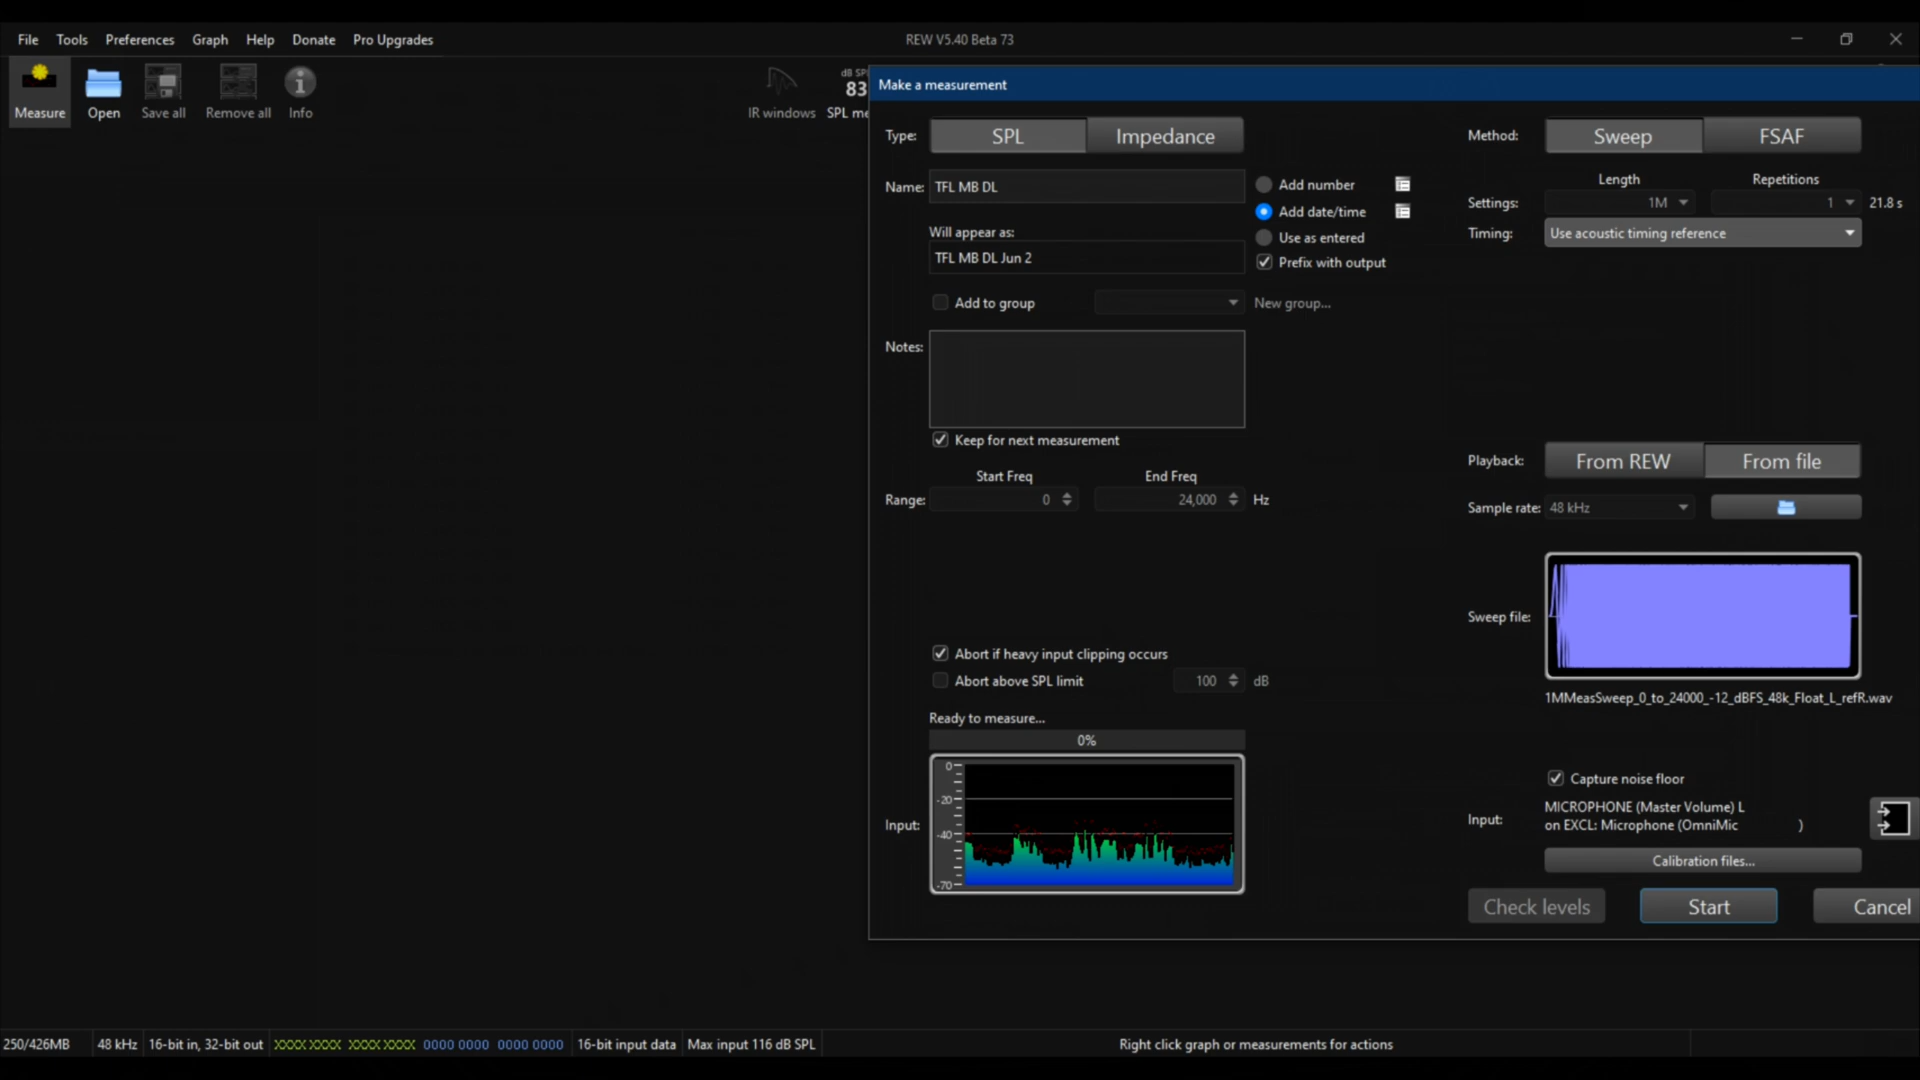 File Tools Preferences Graph Help Donate Pro Upgrades
REW V5.40 Beta 73
Measure Open Save all Remove all Info
IR windows
dB SP
83
SPL me
Make a measurement
Type: SPL Impedance
Method: Sweep FSAF
Name: TFL MB DL
Add number
Add date/time
Use as entered
Prefix with output
Length Repetitions
Settings: 1M 1 21.8 s
Timing: Use acoustic timing reference
Will appear as:
TFL MB DL Jun 2
Add to group New group...
Notes:
Keep for next measurement
Start Freq End Freq
Range: 0 24,000 Hz
Playback: From REW From file
Sample rate: 48 kHz
Sweep file:
1MMeasSweep_0_to_24000_-12_dBFS_48k_Float_L_refR.wav
Abort if heavy input clipping occurs
Abort above SPL limit 100 dB
Ready to measure...
0%
Input:
0
-20
-40
-70
Capture noise floor
Input: MICROPHONE (Master Volume) L
on EXCL: Microphone (OmniMic )
Calibration files...
Check levels Start Cancel
250/426MB 48 kHz 16-bit in, 32-bit out XXXX XXXX XXXX XXXX 0000 0000 0000 0000 16-bit input data Max input 116 dB SPL Right click graph or measurements for actions